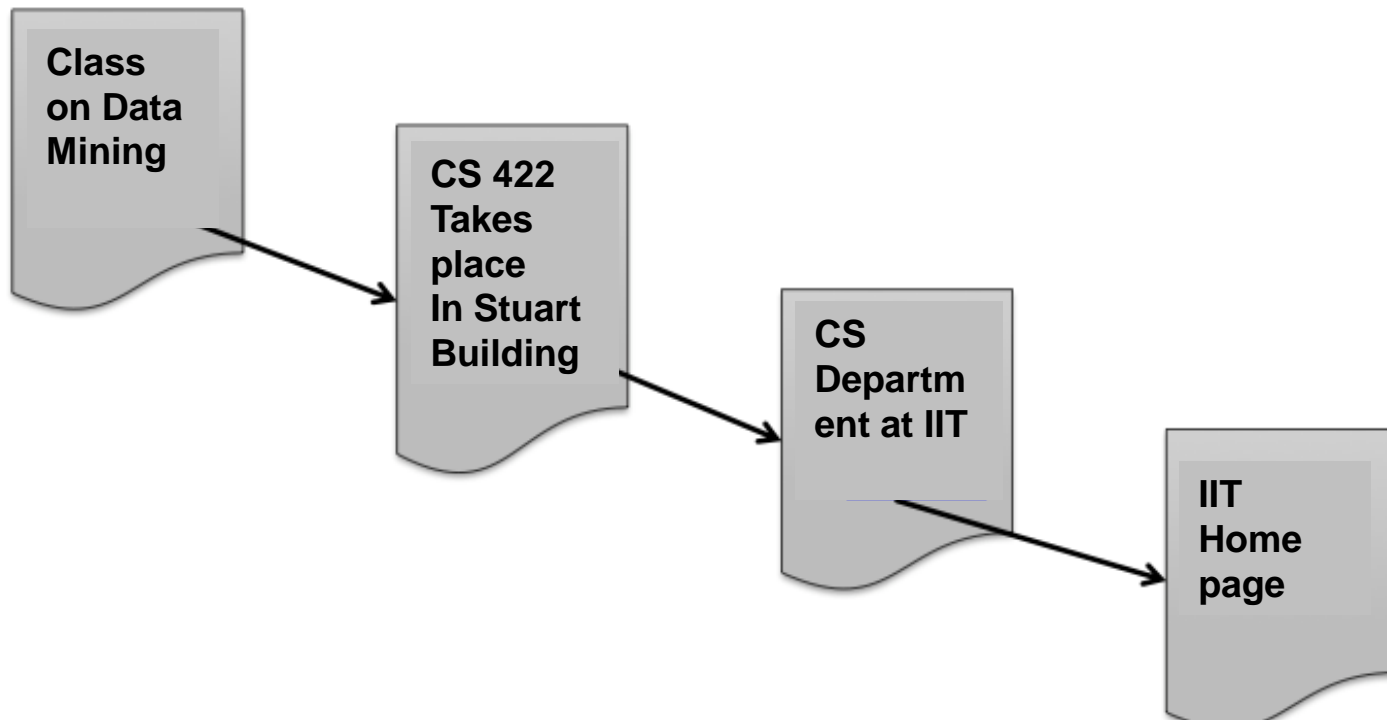 Class
on Data
Mining
CS 422
Takes
place
In Stuart
Building
CS
Departm
ent at IIT
IIT
Home
page